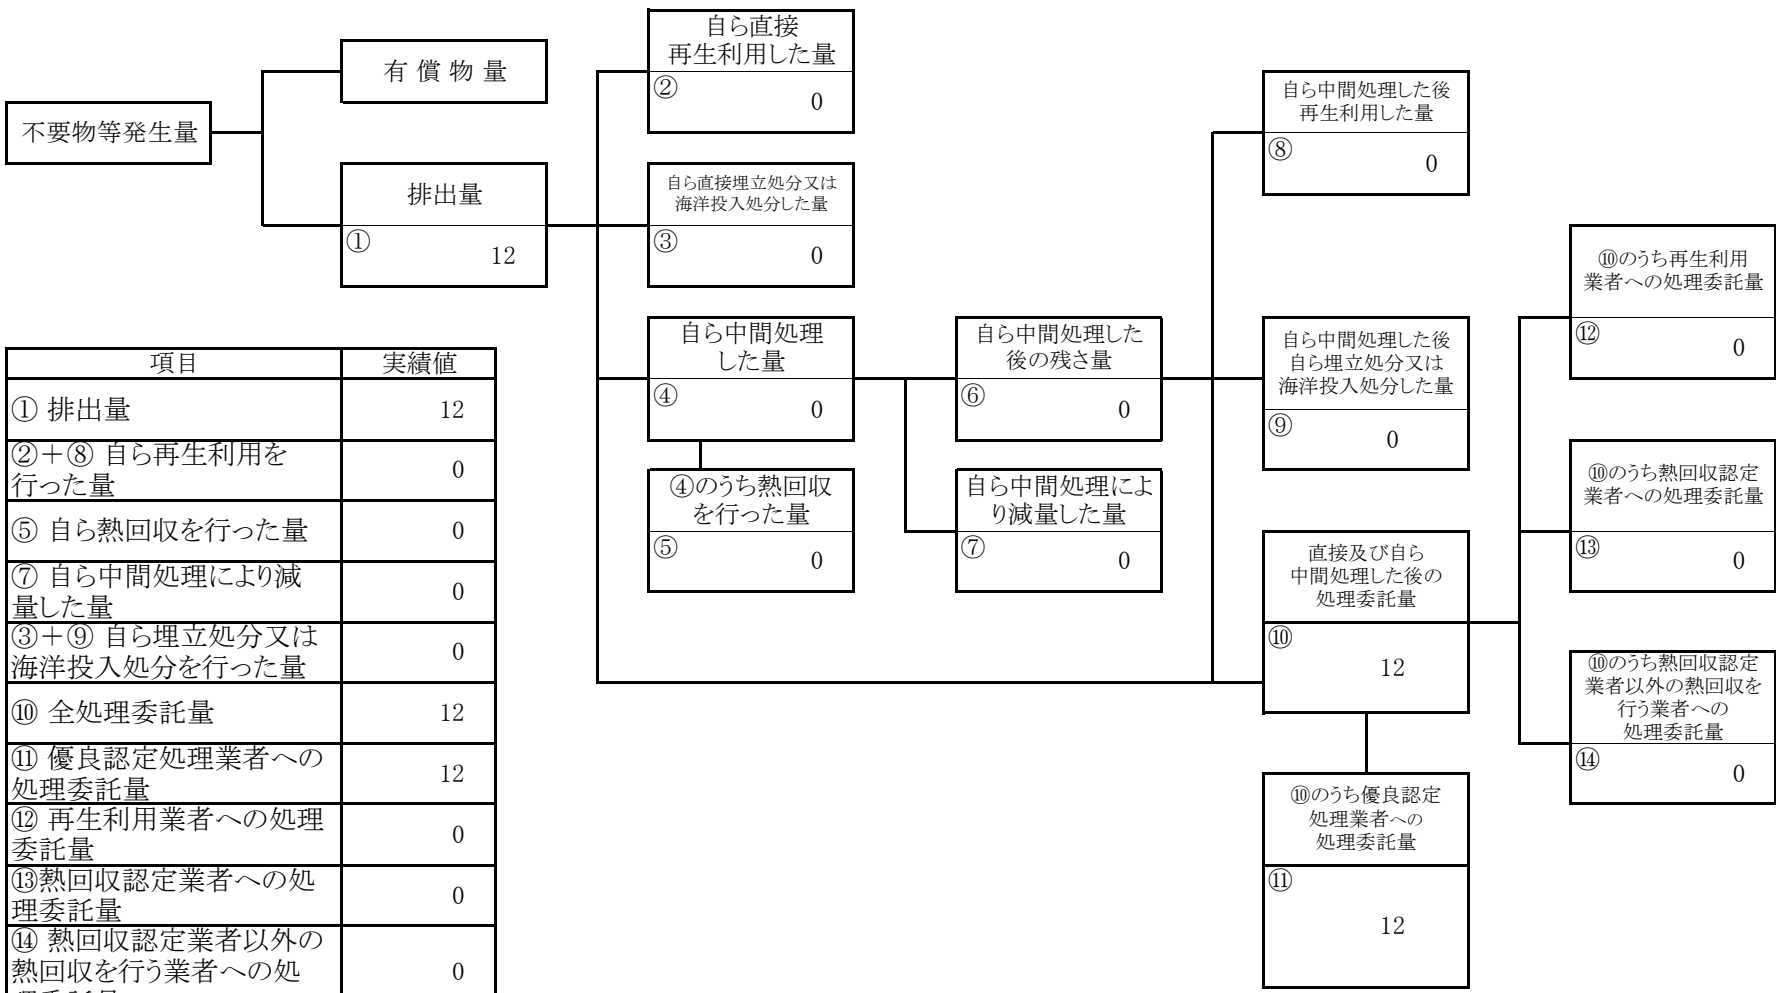 不要物等発生量
有 償 物 量
排出量
①
12
自ら直接
再生利用した量
②
0
自ら直接埋立処分又は
海洋投入処分した量
③
0
自ら中間処理
した量
④
0
④のうち熱回収
を行った量
⑤
0
自ら中間処理した
後の残さ量
⑥
0
自ら中間処理によ
り減量した量
⑦
0
自ら中間処理した後
再生利用した量
⑧
0
自ら中間処理した後
自ら埋立処分又は
海洋投入処分した量
⑨
0
直接及び自ら
中間処理した後の
処理委託量
⑩
12
⑩のうち優良認定
処理業者への
処理委託量
⑪
12
⑩のうち再生利用
業者への処理委託量
⑫
0
⑩のうち熱回収認定
業者への処理委託量
⑬
0
⑩のうち熱回収認定
業者以外の熱回収を
行う業者への
処理委託量
⑭
0
項目 実績値
① 排出量 12
②＋⑧ 自ら再生利用を
行った量 0
⑤ 自ら熱回収を行った量 0
⑦ 自ら中間処理により減
量した量 0
③＋⑨ 自ら埋立処分又は
海洋投入処分を行った量 0
⑩ 全処理委託量 12
⑪ 優良認定処理業者への
処理委託量 12
⑫ 再生利用業者への処理
委託量 0
⑬熱回収認定業者への処
理委託量 0
⑭ 熱回収認定業者以外の
熱回収を行う業者への処 0